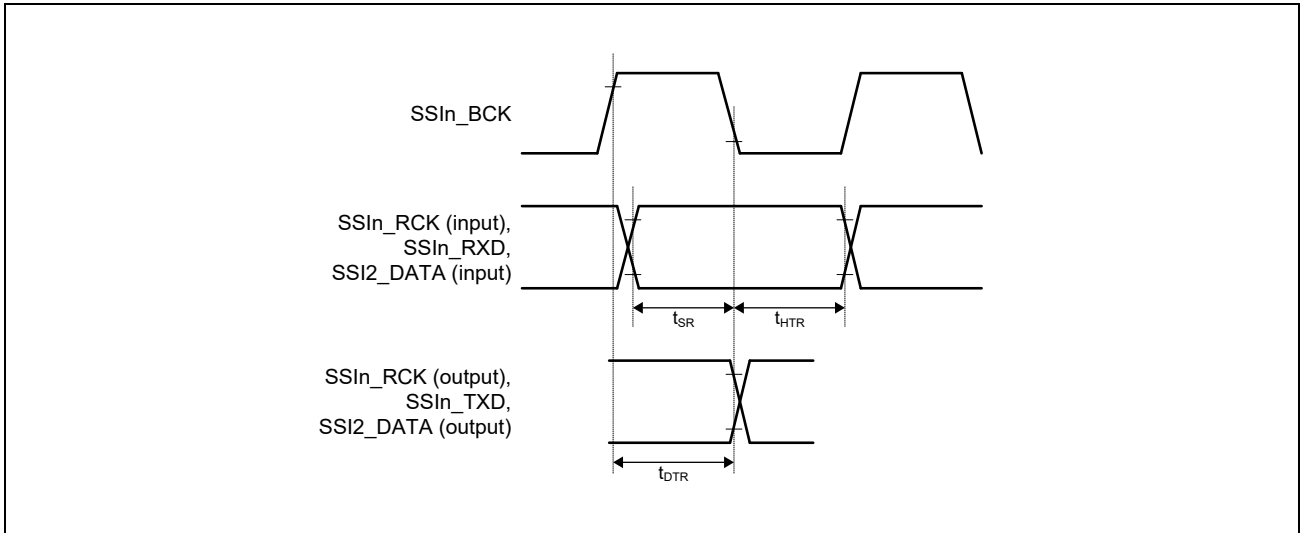 SSIn_BCK
SSIn_RCK (input),
SSIn_RXD,
SSI2_DATA (input)
tSR
tHTR
SSIn_RCK (output),
SSIn_TXD,
SSI2_DATA (output)
tDTR